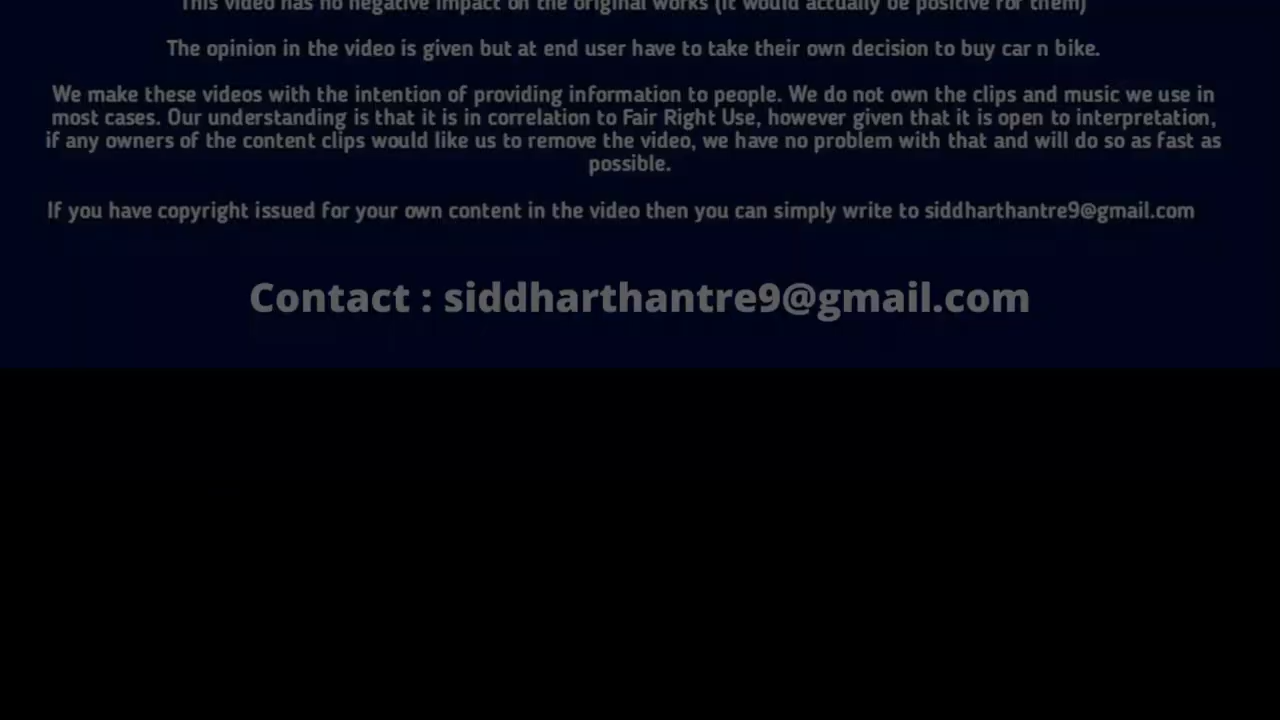 This video has no negative impact on the original works (It would actually be positive for them)
The opinion in the video is given but at end user have to take their own decision to buy car n bike.
We make these videos with the intention of providing information to people. We do not own the clips and music we use in
most cases. Our understanding is that it is in correlation to Fair Right Use, however given that it is open to interpretation,
if any owners of the content clips would like us to remove the video, we have no problem with that and will do so as fast as
possible.
If you have copyright issued for your own content in the video then you can simply write to siddharthantre9@gmail.com
Contact : siddharthantre9@gmail.com